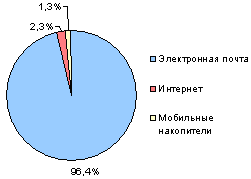 1,3%
2,3%
Электронная почта
Интернет
Мобильные
накопители
96,4%